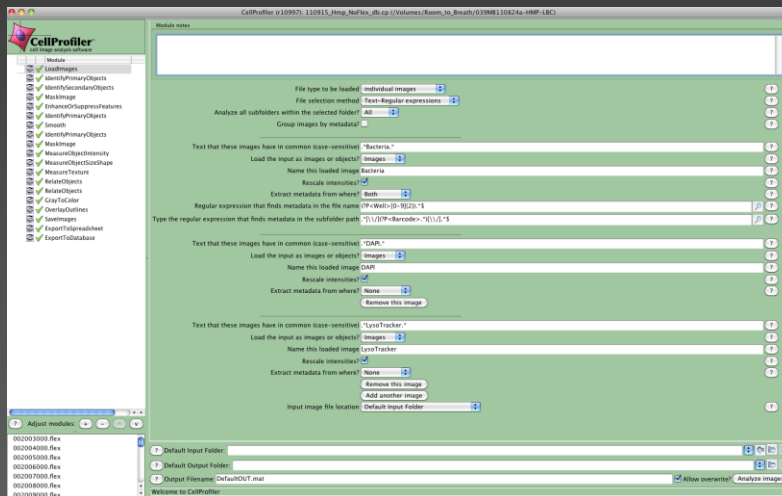 CellProfiler (r10997): 110915_Hmp_NoFlex_db.cp (/Volumes/Room_to_Breath/039MB110824a-HMP-LBC)
CellProfiler
cell image analysis software
Module
LoadImages
IdentifyPrimaryObjects
IdentifySecondaryObjects
MaskImage
EnhanceOrSuppressFeatures
IdentifyPrimaryObjects
Smooth
IdentifyPrimaryObjects
MaskImage
MeasureObjectIntensity
MeasureObjectSizeShape
MeasureTexture
RelateObjects
RelateObjects
GrayToColor
OverlayOutlines
SaveImages
ExportToSpreadsheet
ExportToDatabase
? Adjust modules: + - ^ v
002003000.flex
002004000.flex
002005000.flex
002006000.flex
002007000.flex
002008000.flex
002009000.flex
Module notes
File type to be loaded individual images ?
File selection method Text-Regular expressions ?
Analyze all subfolders within the selected folder? All ?
Group images by metadata? ?
Text that these images have in common (case-sensitive) .*Bacteria.* ?
Load the input as images or objects? Images ?
Name this loaded image Bacteria ?
Rescale intensities? ?
Extract metadata from where? Both ?
Regular expression that finds metadata in the file name (?P<Well>[0-9]{2}).*$ ?
Type the regular expression that finds metadata in the subfolder path .*[\\/](?P<Barcode>.*)[\\/].*$ ?
Text that these images have in common (case-sensitive) .*DAPI.* ?
Load the input as images or objects? Images ?
Name this loaded image DAPI ?
Rescale intensities? ?
Extract metadata from where? None ?
Remove this image
Text that these images have in common (case-sensitive) .*LysoTracker.* ?
Load the input as images or objects? Images ?
Name this loaded image LysoTracker ?
Rescale intensities? ?
Extract metadata from where? None ?
Remove this image
Add another image
Input image file location Default Input Folder ?
? Default Input Folder:
? Default Output Folder:
? Output Filename: DefaultOUT.mat Allow overwrite? Analyze images
Welcome to CellProfiler